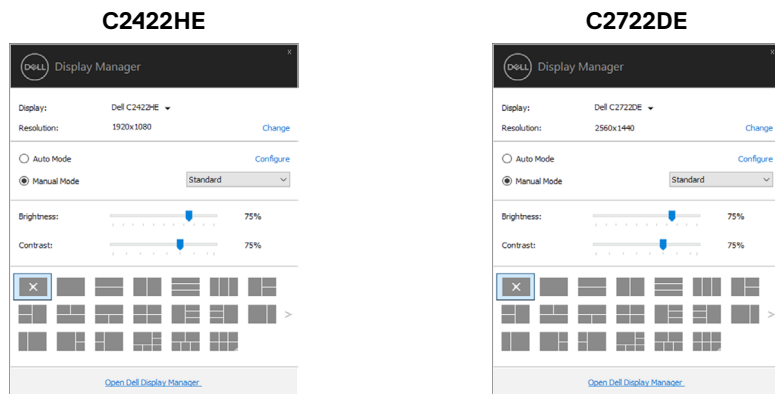 C2422HE
DELL Display Manager x
Display: Dell C2422HE
Resolution: 1920x1080 Change
Auto Mode Configure
Manual Mode Standard
Brightness: 75%
Contrast: 75%
Open Dell Display Manager
C2722DE
DELL Display Manager x
Display: Dell C2722DE
Resolution: 2560x1440 Change
Auto Mode Configure
Manual Mode Standard
Brightness: 75%
Contrast: 75%
Open Dell Display Manager